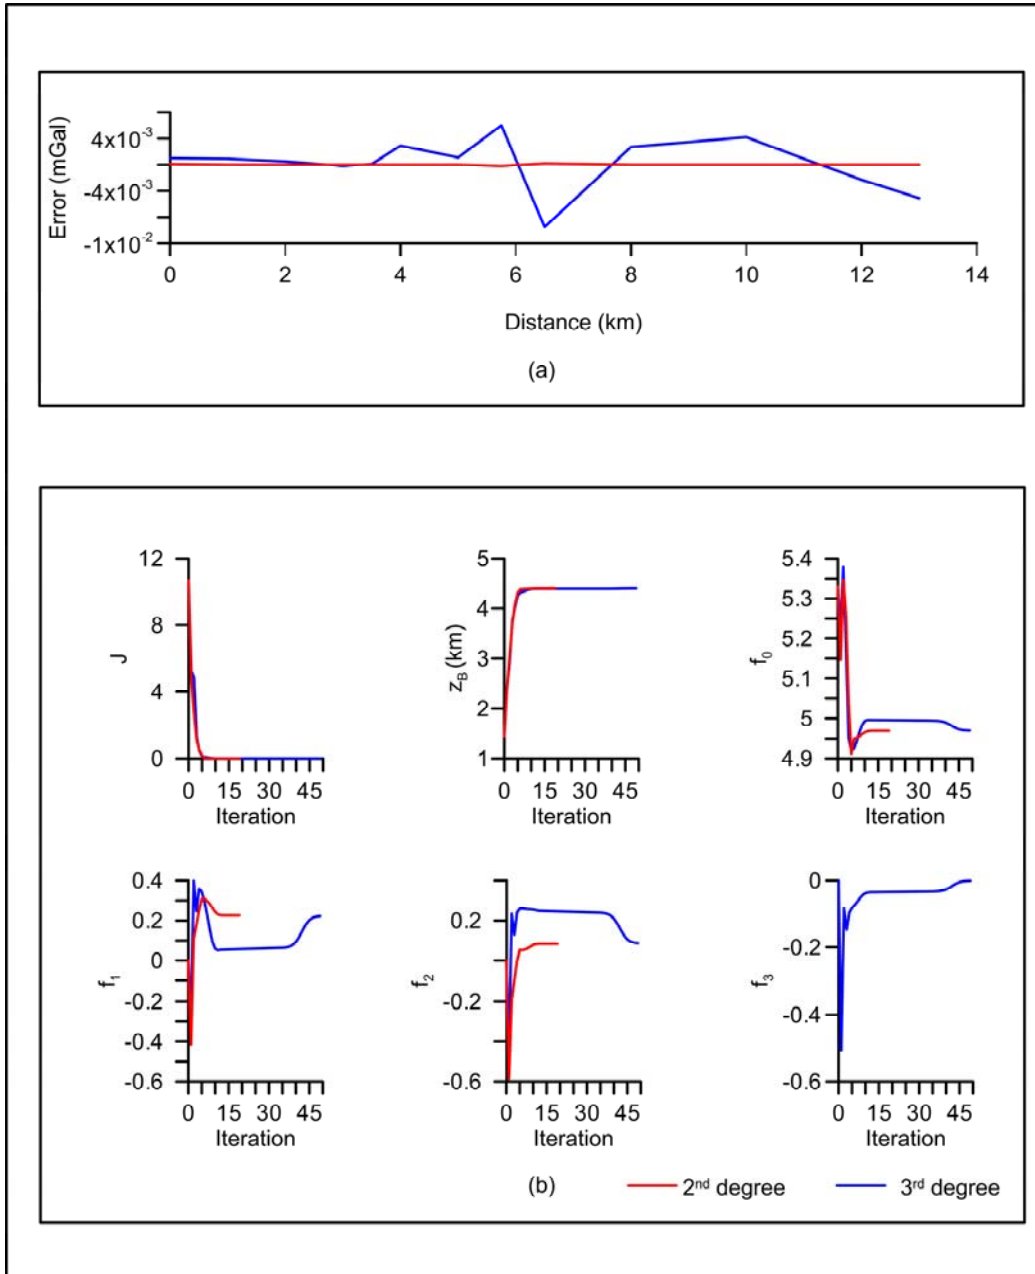 Error (mGal)
4x10⁻³
-4x10⁻³
-1x10⁻²
0 2 4 6 8 10 12 14
Distance (km)
(a)
J
12
8
4
0
0 15 30 45
Iteration
z_B (km)
5
4
3
2
1
0 15 30 45
Iteration
f₀
5.4
5.3
5.2
5.1
5
4.9
0 15 30 45
Iteration
f₁
0.4
0.2
0
-0.2
-0.4
-0.6
0 15 30 45
Iteration
f₂
0.2
-0.2
-0.6
0 15 30 45
Iteration
f₃
0
-0.2
-0.4
-0.6
0 15 30 45
Iteration
(b) 2ⁿᵈ degree 3ʳᵈ degree